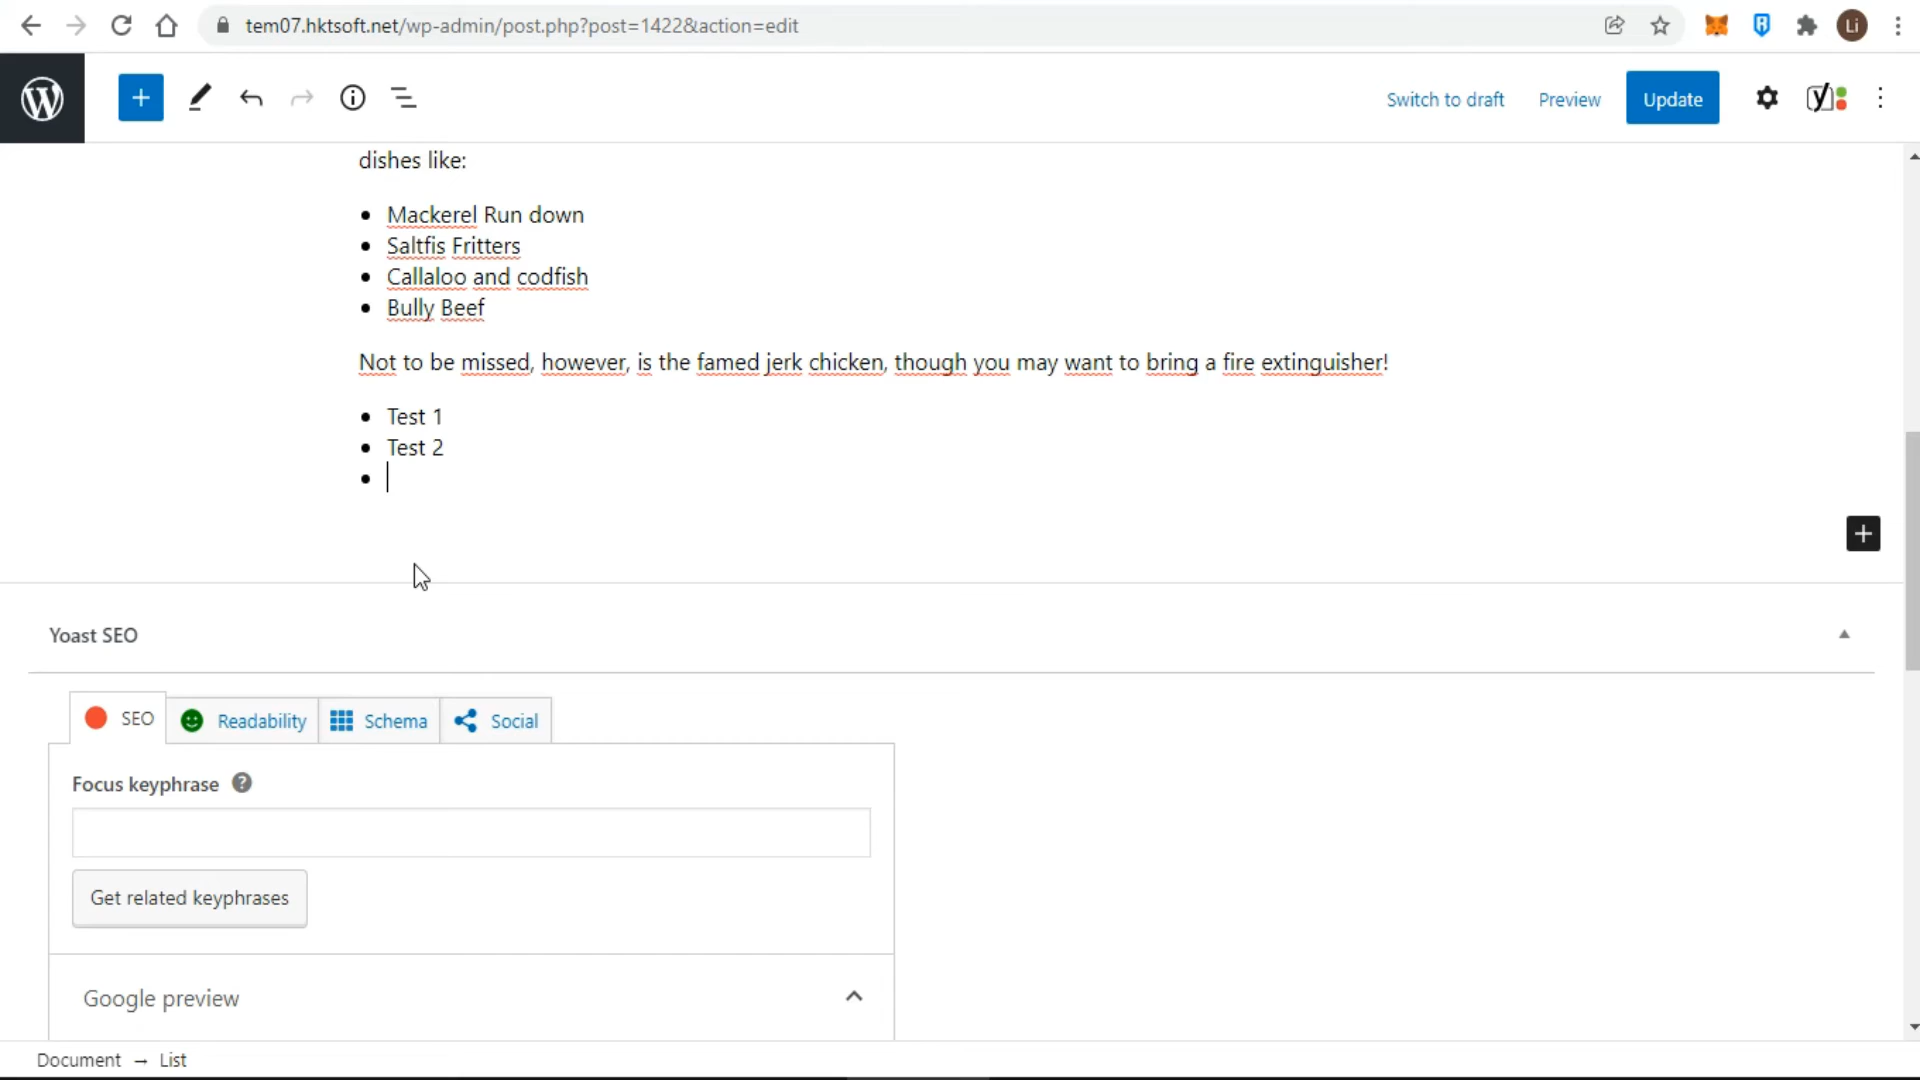 tem07.hktsoft.net/wp-admin/post.php?post=1422&action=edit
Li
Switch to draft
Preview
Update
dishes like:
Mackerel Run down
Saltfis Fritters
Callaloo and codfish
Bully Beef
Not to be missed, however, is the famed jerk chicken, though you may want to bring a fire extinguisher!
Test 1
Test 2
Yoast SEO
SEO
Readability
Schema
Social
Focus keyphrase
Get related keyphrases
Google preview
Document → List